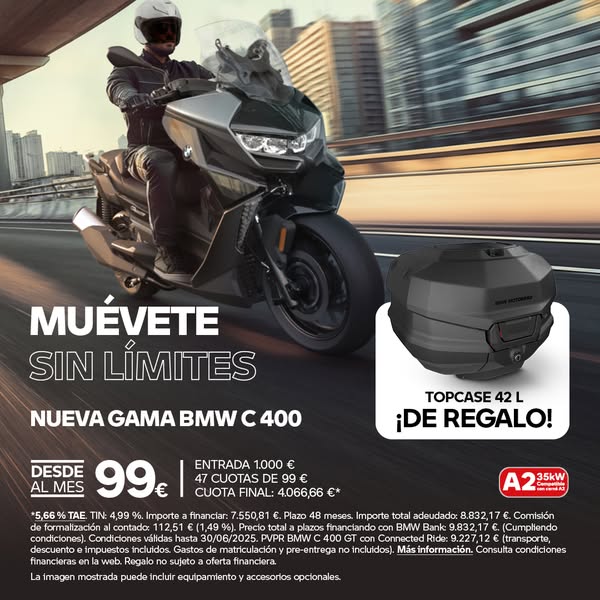 BMW MOTORRAD
MUÉVETE
SIN LÍMITES
NUEVA GAMA BMW C 400
TOPCASE 42 L
¡DE REGALO!
DESDE
AL MES
99€
ENTRADA 1.000 €
47 CUOTAS DE 99 €
CUOTA FINAL: 4.066,66 €*
A2 35kW
Compatible
con carné A2
*5,66 % TAE. TIN: 4,99 %. Importe a financiar: 7.550,81 €. Plazo 48 meses. Importe total adeudado: 8.832,17 €. Comisión
de formalización al contado: 112,51 € (1,49 %). Precio total a plazos financiando con BMW Bank: 9.832,17 €. (Cumpliendo
condiciones). Condiciones válidas hasta 30/06/2025. PVPR BMW C 400 GT con Connected Ride: 9.227,12 € (transporte,
descuento e impuestos incluidos. Gastos de matriculación y pre-entrega no incluidos). Más información. Consulta condiciones
financieras en la web. Regalo no sujeto a oferta financiera.
La imagen mostrada puede incluir equipamiento y accesorios opcionales.